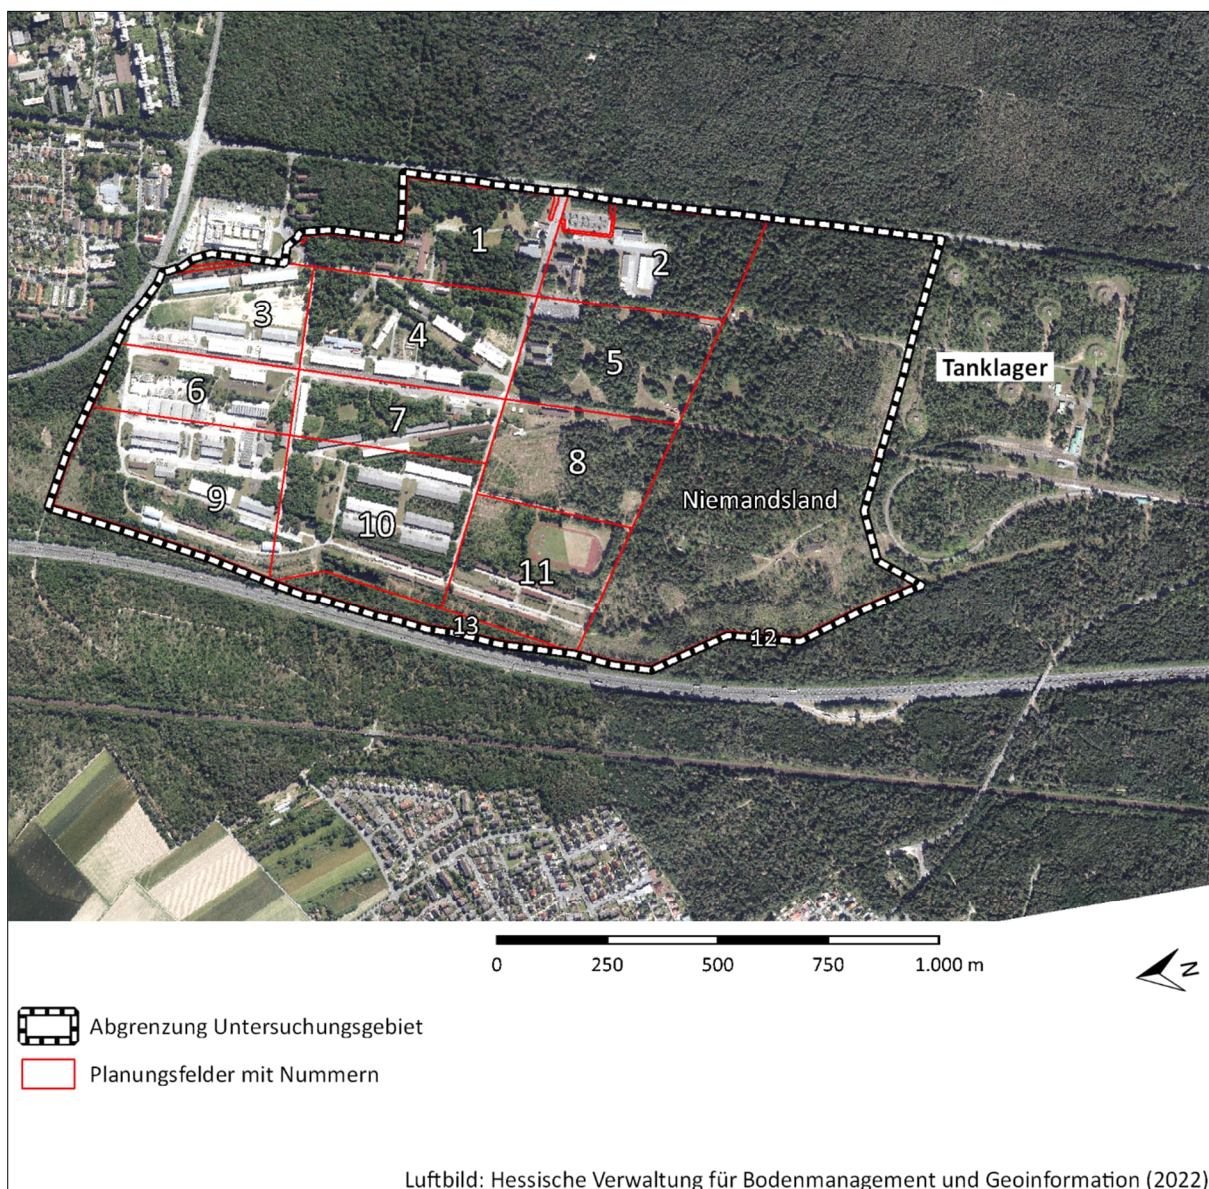 1
2
3
4
5
Tanklager
6
7
8
9
10
Niemandsland
11
13
12
0 250 500 750 1.000 m
N
Abgrenzung Untersuchungsgebiet
Planungsfelder mit Nummern
Luftbild: Hessische Verwaltung für Bodenmanagement und Geoinformation (2022)